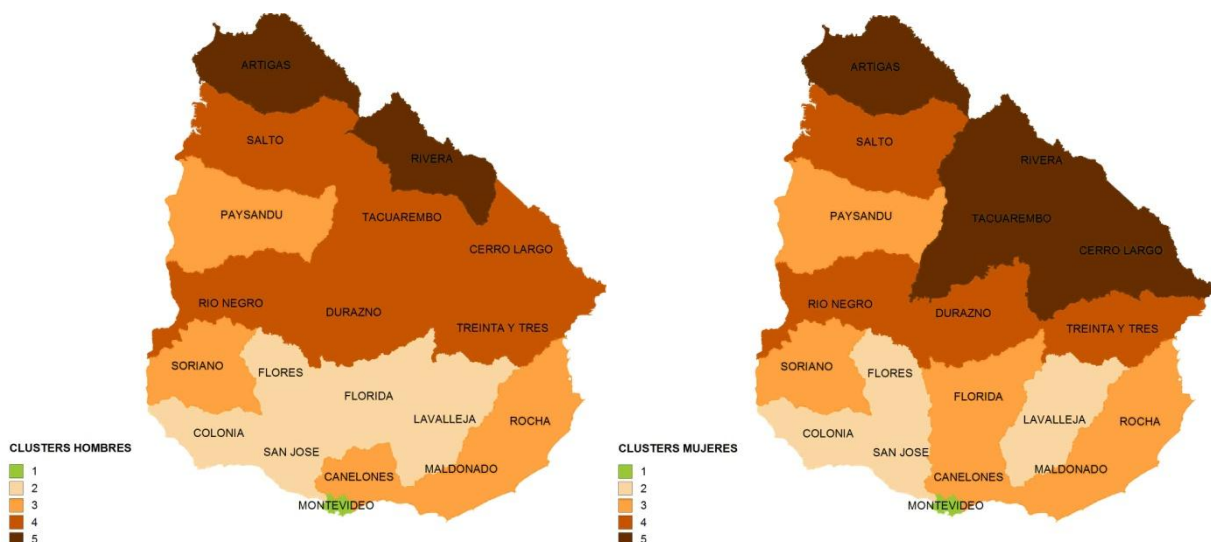 ARTIGAS
SALTO
RIVERA
PAYSANDU
TACUAREMBO
CERRO LARGO
RIO NEGRO
DURAZNO
TREINTA Y TRES
SORIANO
FLORES
FLORIDA
LAVALLEJA
ROCHA
COLONIA
SAN JOSE
MALDONADO
CANELONES
MONTEVIDEO
CLUSTERS HOMBRES
1
2
3
4
5
ARTIGAS
SALTO
RIVERA
PAYSANDU
TACUAREMBO
CERRO LARGO
RIO NEGRO
DURAZNO
TREINTA Y TRES
SORIANO
FLORES
FLORIDA
LAVALLEJA
ROCHA
COLONIA
SAN JOSE
MALDONADO
CANELONES
MONTEVIDEO
CLUSTERS MUJERES
1
2
3
4
5